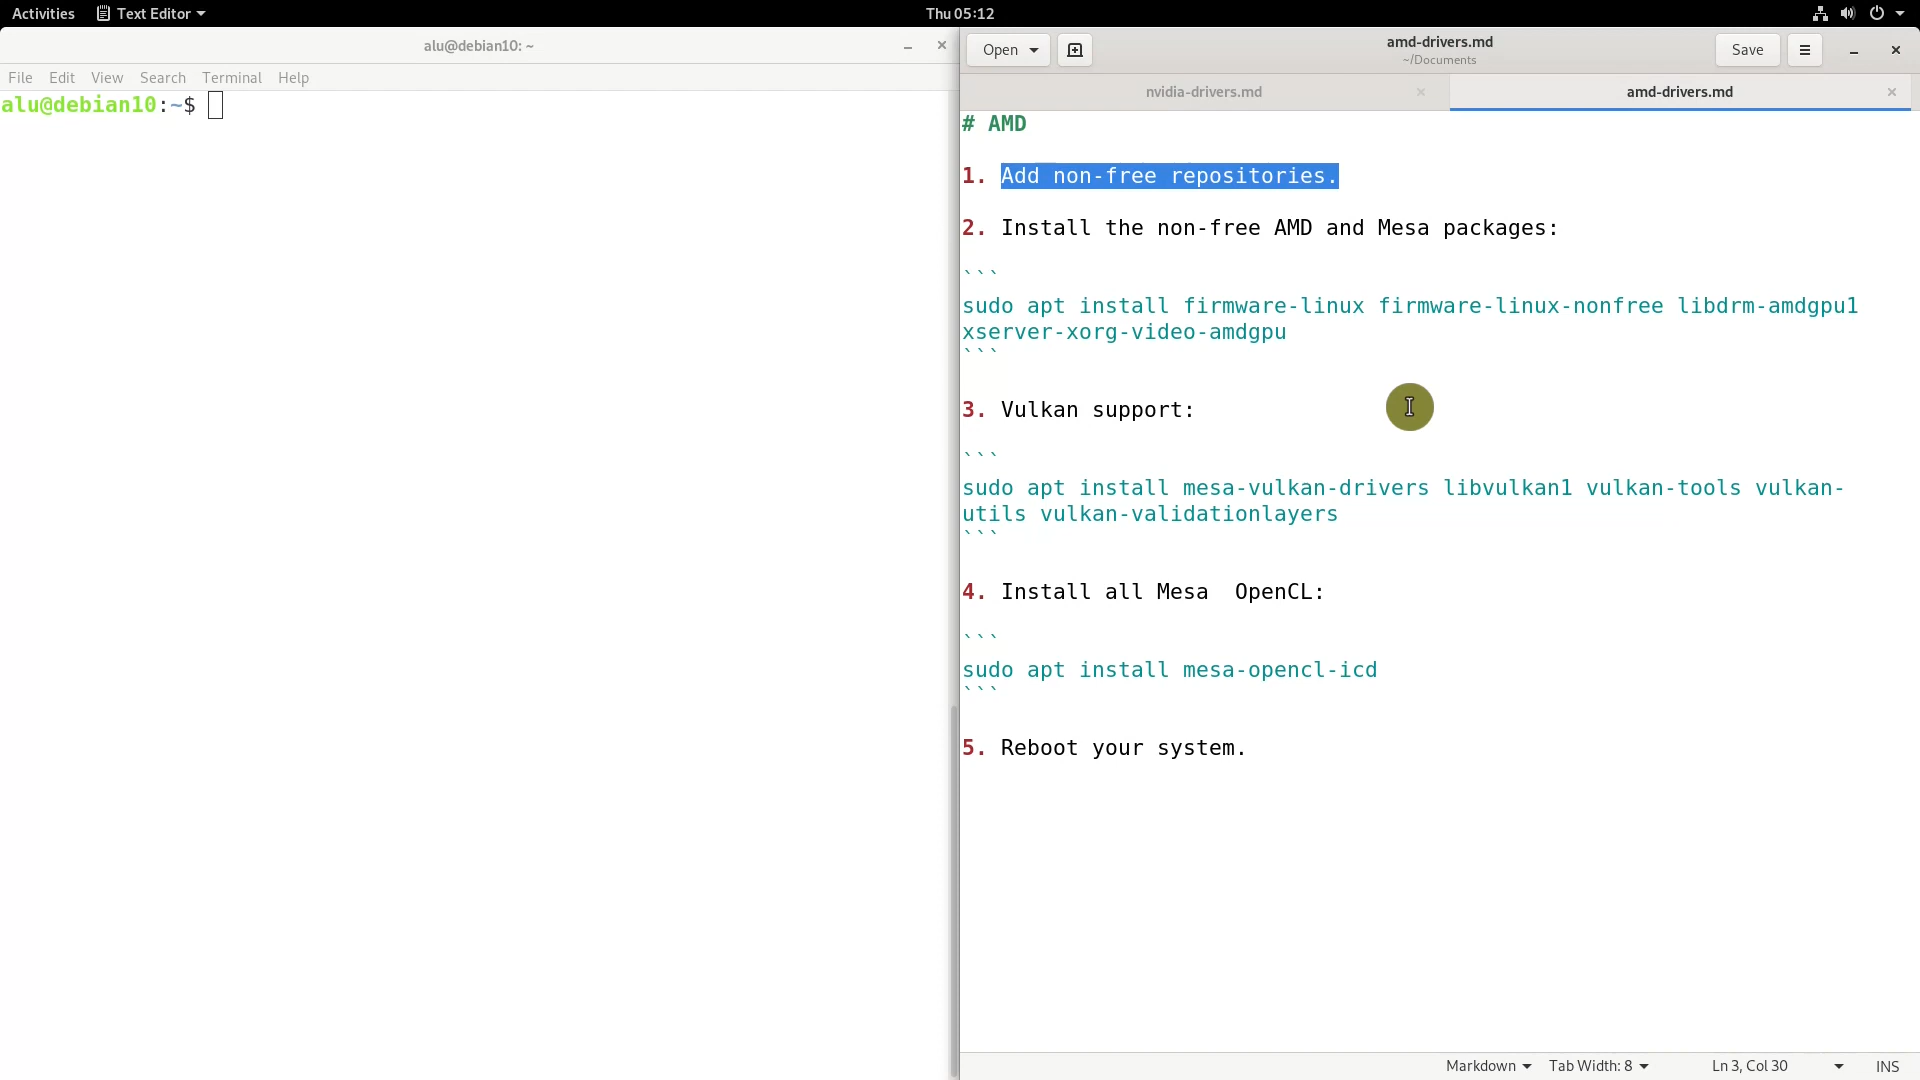 Activities Text Editor Thu 05:12
alu@debian10: ~
File Edit View Search Terminal Help
alu@debian10:~$
Open amd-drivers.md Save
~/Documents
nvidia-drivers.md amd-drivers.md
# AMD
1. Add non-free repositories.
2. Install the non-free AMD and Mesa packages:
```
sudo apt install firmware-linux firmware-linux-nonfree libdrm-amdgpu1
xserver-xorg-video-amdgpu
```
3. Vulkan support:
```
sudo apt install mesa-vulkan-drivers libvulkan1 vulkan-tools vulkan-
utils vulkan-validationlayers
```
4. Install all Mesa  OpenCL:
```
sudo apt install mesa-opencl-icd
```
5. Reboot your system.
Markdown Tab Width: 8 Ln 3, Col 30 INS